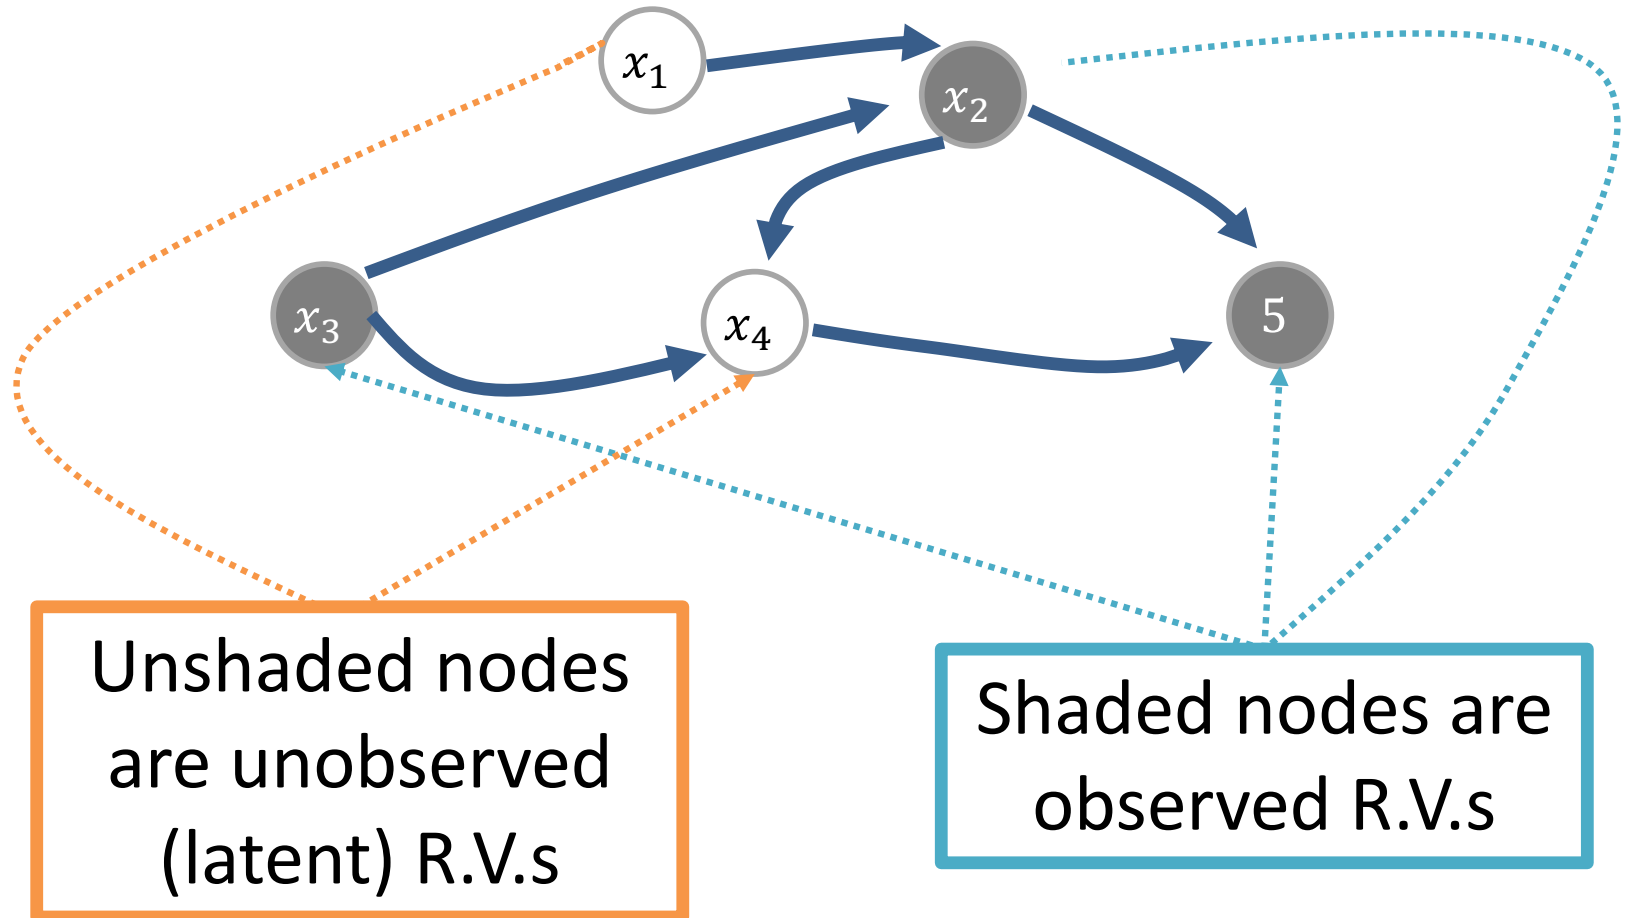 x₁
x₂
x₃
x₄
5
Unshaded nodes
are unobserved
(latent) R.V.s
Shaded nodes are
observed R.V.s